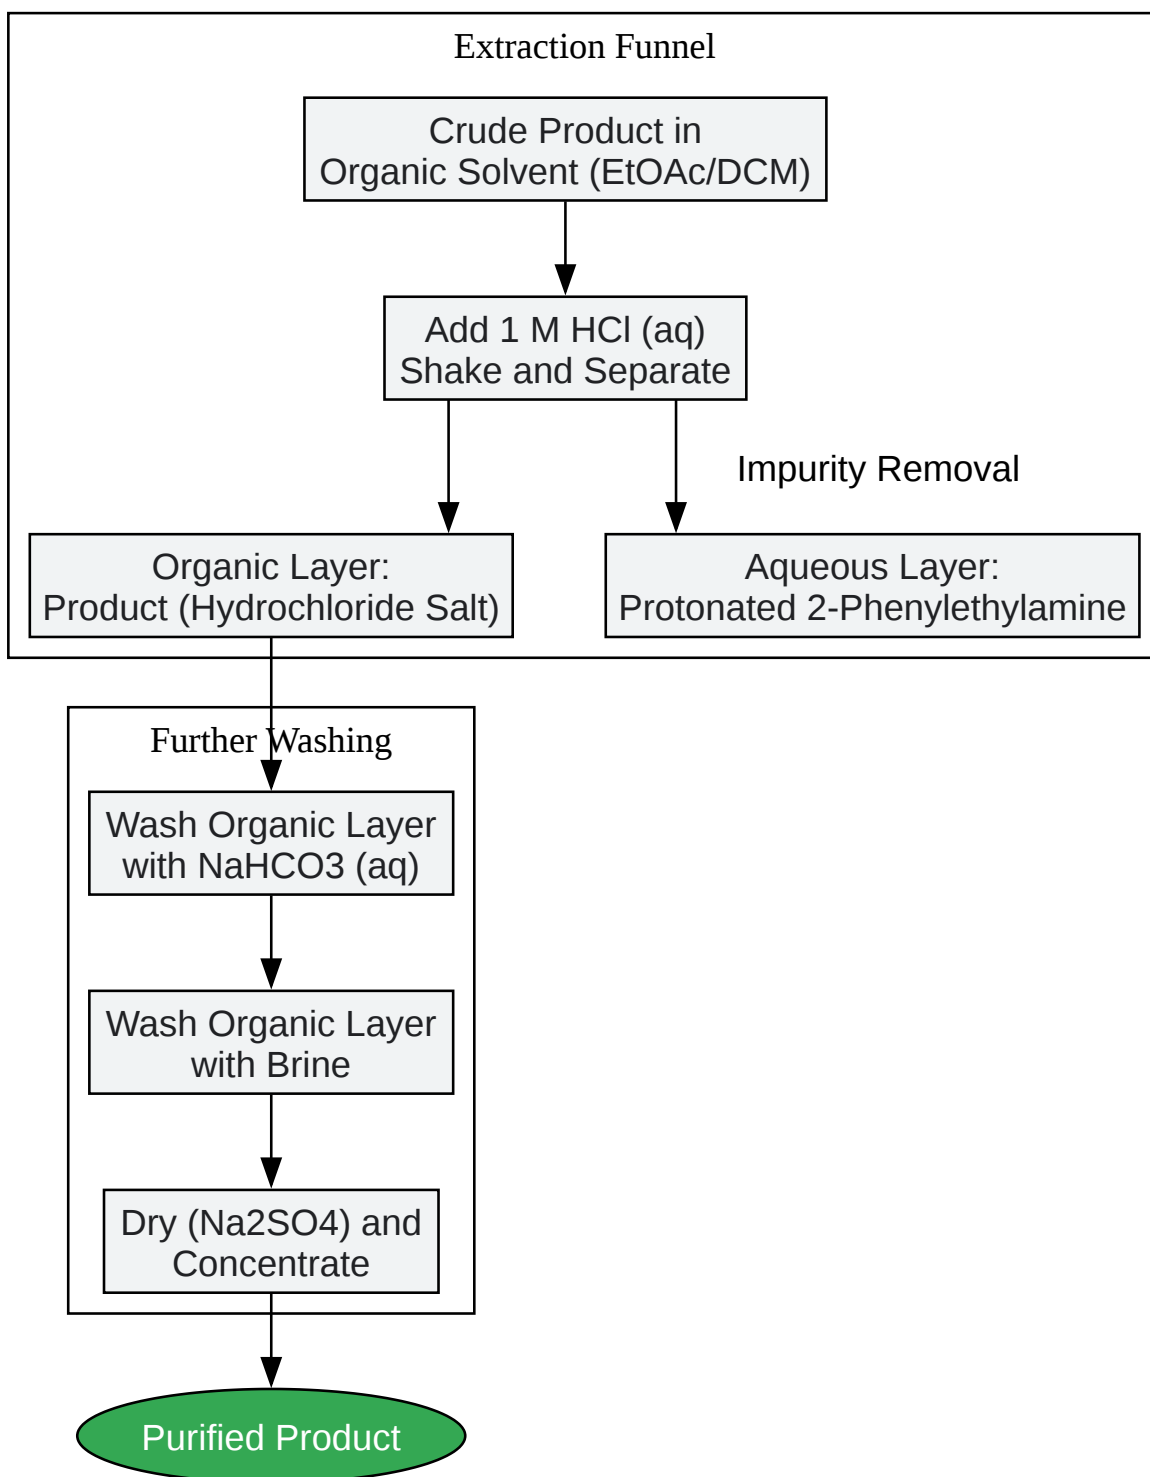 Extraction Funnel
Crude Product in
Organic Solvent (EtOAc/DCM)
Add 1 M HCl (aq)
Shake and Separate
Impurity Removal
Organic Layer:
Product (Hydrochloride Salt)
Aqueous Layer:
Protonated 2-Phenylethylamine
Further Washing
Wash Organic Layer
with NaHCO3 (aq)
Wash Organic Layer
with Brine
Dry (Na2SO4) and
Concentrate
Purified Product